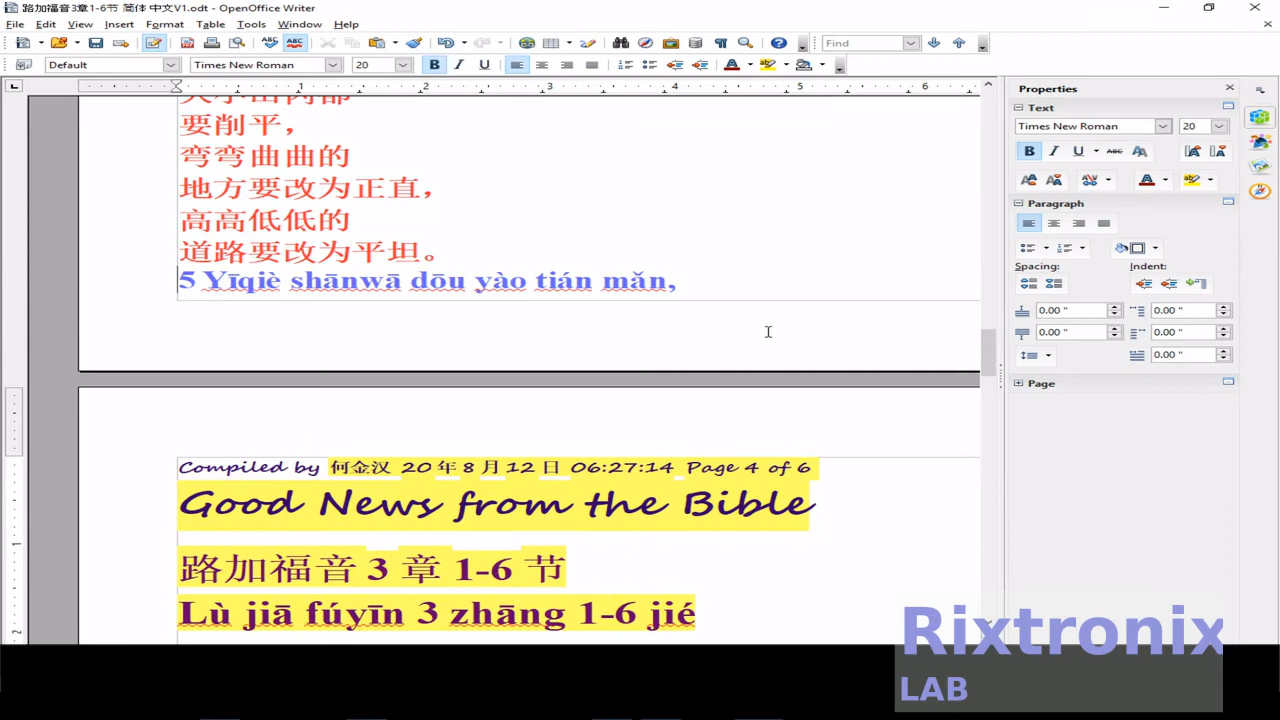 路加福音3章1-6节 简体 中文V1.odt - OpenOffice Writer
File Edit View Insert Format Table Tools Window Help
Find
Default Times New Roman 20
1 2 3 4 5 6
要削平，
弯弯曲曲的
地方要改为正直，
高高低低的
道路要改为平坦。
5 Yīqiè shānwā dōu yào tián mǎn,
Compiled by 何金汉 20 年 8 月 12 日 06:27:14 Page 4 of 6
Good News from the Bible
路加福音 3 章 1-6 节
Lù jiā fúyīn 3 zhāng 1-6 jié
Properties
Text
Times New Roman 20
Paragraph
Spacing: Indent:
0.00 " 0.00 "
0.00 " 0.00 "
0.00 "
Page
Rixtronix
LAB